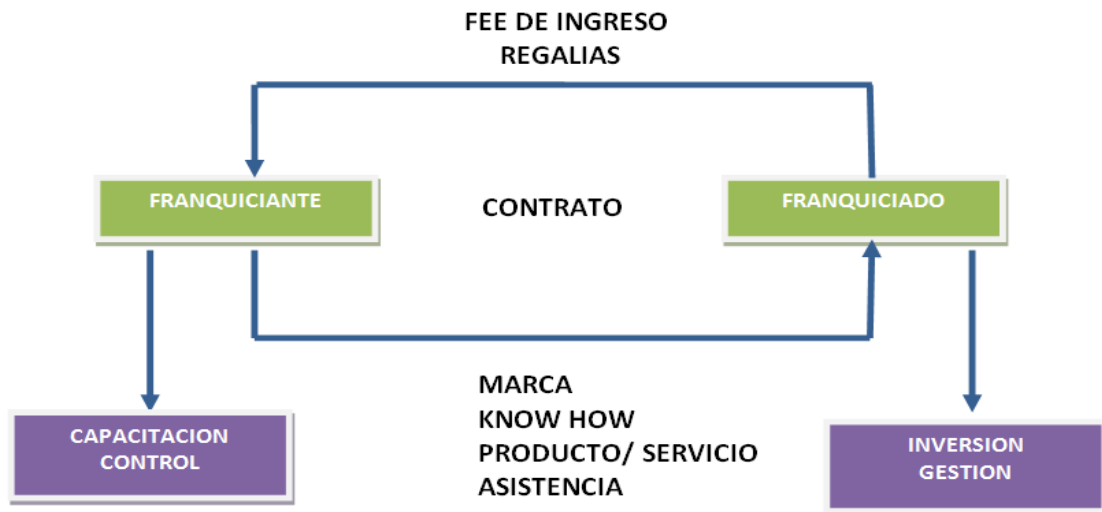 FEE DE INGRESO
REGALIAS
FRANQUICIANTE
CONTRATO
FRANQUICIADO
MARCA
KNOW HOW
PRODUCTO/ SERVICIO
ASISTENCIA
CAPACITACION
CONTROL
INVERSION
GESTION